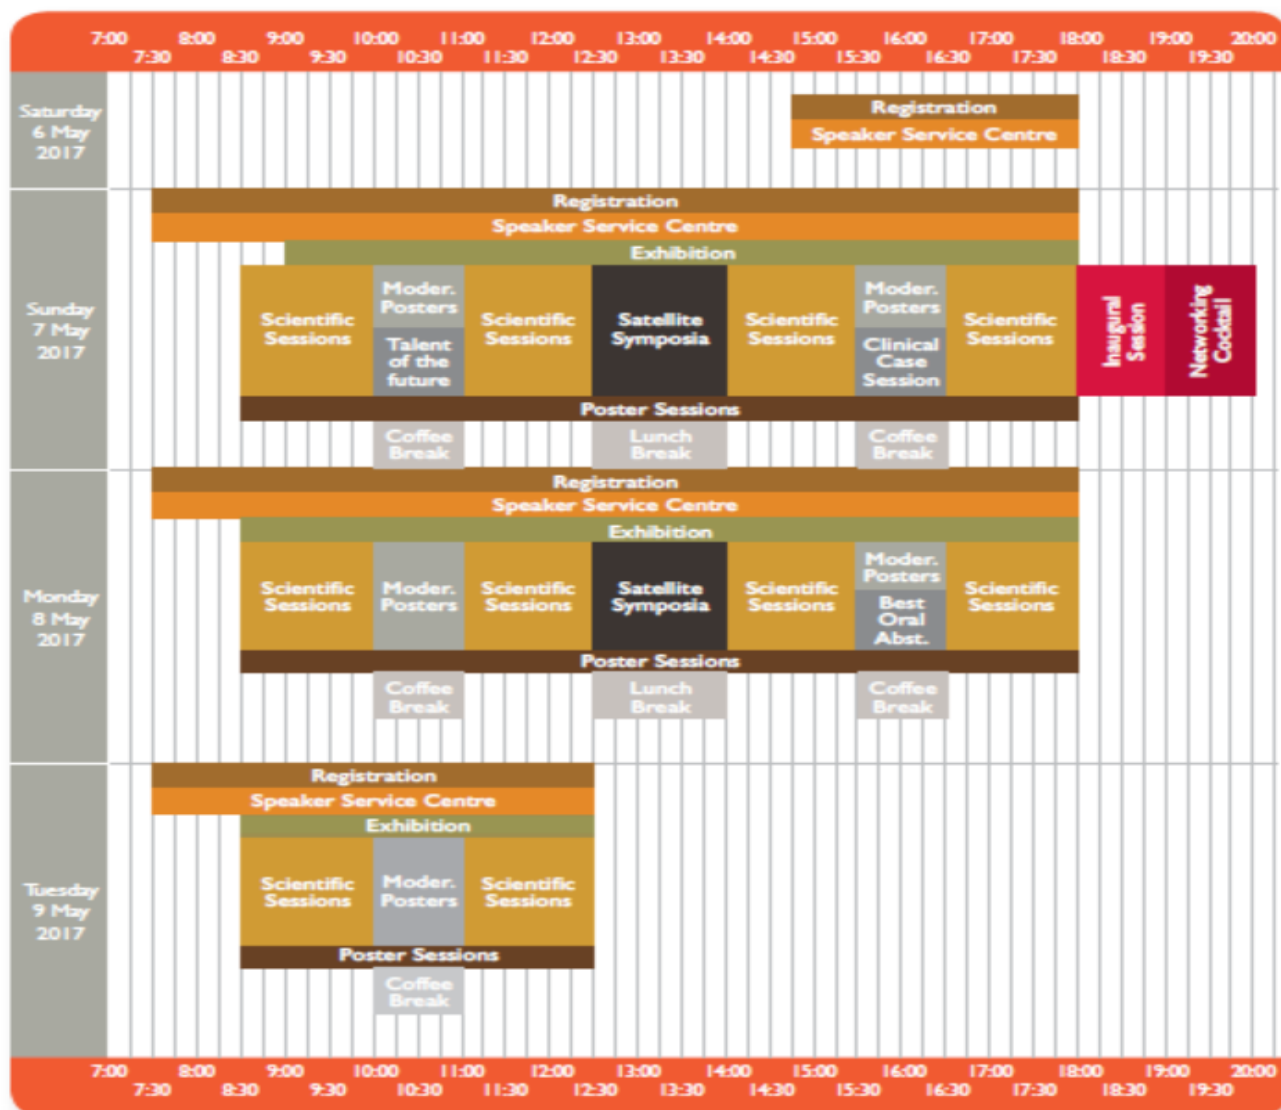 7:00 8:00 9:00 10:00 11:00 12:00 13:00 14:00 15:00 16:00 17:00 18:00 19:00 20:00
7:30 8:30 9:30 10:30 11:30 12:30 13:30 14:30 15:30 16:30 17:30 18:30 19:30
Saturday
6 May
2017
Registration
Speaker Service Centre
Sunday
7 May
2017
Registration
Speaker Service Centre
Exhibition
Scientific
Sessions
Moder.
Posters
Talent
of the
future
Scientific
Sessions
Satellite
Symposia
Scientific
Sessions
Moder.
Posters
Clinical
Case
Session
Scientific
Sessions
Inaugural
Session
Networking
Cocktail
Poster Sessions
Coffee
Break
Lunch
Break
Coffee
Break
Monday
8 May
2017
Registration
Speaker Service Centre
Exhibition
Scientific
Sessions
Moder.
Posters
Scientific
Sessions
Satellite
Symposia
Scientific
Sessions
Moder.
Posters
Best
Oral
Abst.
Scientific
Sessions
Poster Sessions
Coffee
Break
Lunch
Break
Coffee
Break
Tuesday
9 May
2017
Registration
Speaker Service Centre
Exhibition
Scientific
Sessions
Moder.
Posters
Scientific
Sessions
Poster Sessions
Coffee
Break
7:00 8:00 9:00 10:00 11:00 12:00 13:00 14:00 15:00 16:00 17:00 18:00 19:00 20:00
7:30 8:30 9:30 10:30 11:30 12:30 13:30 14:30 15:30 16:30 17:30 18:30 19:30